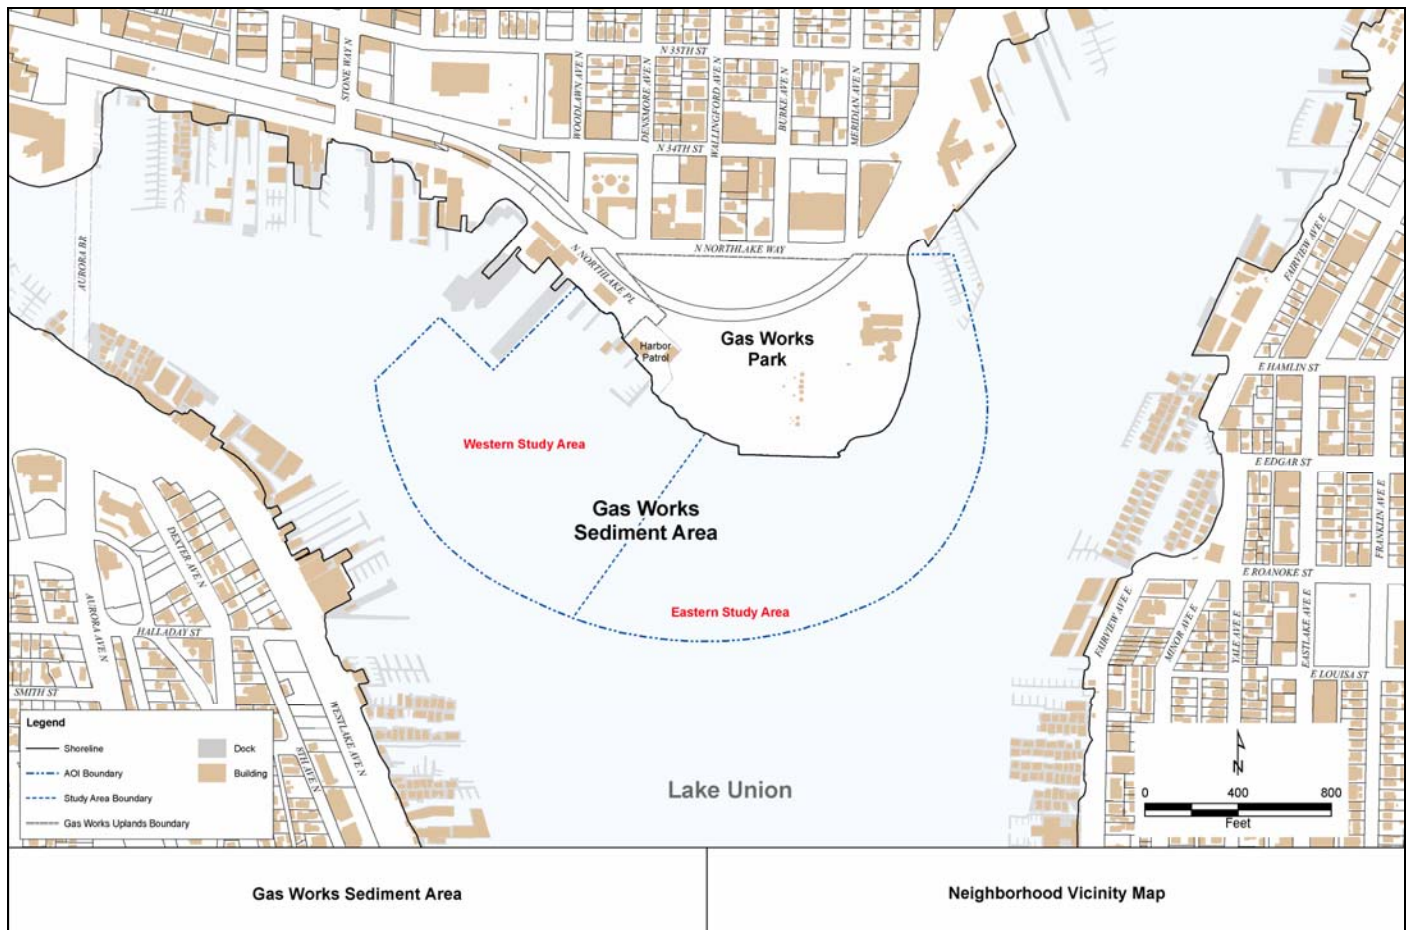 N 35TH ST
STONE WAY N
WOODLAWN AVE N
DENSMORE AVE N
WALLINGFORD AVE N
BURKE AVE N
MERIDIAN AVE N
N 34TH ST
N NORTHLAKE WAY
N NORTHLAKE PL
AURORA BR
FAIRVIEW AVE E
Gas Works
Park
Harbor
Patrol
E HAMLIN ST
Western Study Area
E EDGAR ST
Gas Works
Sediment Area
FRANKLIN AVE E
DEXTER AVE N
E ROANOKE ST
Eastern Study Area
AURORA AVE N
HALLADAY ST
FAIRVIEW AVE E
MINOR AVE E
YALE AVE E
EASTLAKE AVE E
E LOUISA ST
SMITH ST
WESTLAKE AVE N
8TH AVE N
Legend
Shoreline
AOI Boundary
Study Area Boundary
Gas Works Uplands Boundary
Dock
Building
Lake Union
N
0 400 800
Feet
Gas Works Sediment Area
Neighborhood Vicinity Map